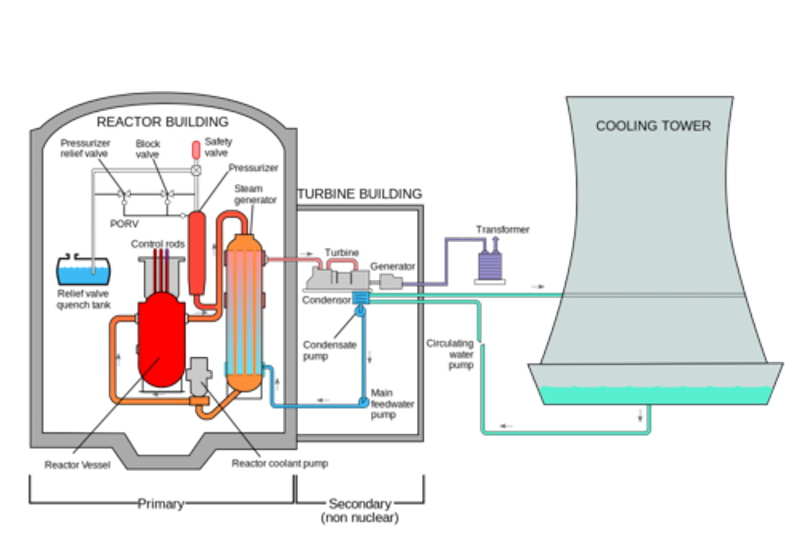 REACTOR BUILDING
COOLING TOWER
Pressurizer
relief valve
Block
valve
Safety
valve
Pressurizer
Steam
generator
TURBINE BUILDING
PORV
Control rods
Transformer
Turbine
Generator
Relief valve
quench tank
Condensor
Condensate
pump
Circulating
water
pump
Main
feedwater
pump
Reactor Vessel
Reactor coolant pump
Primary
Secondary
(non nuclear)